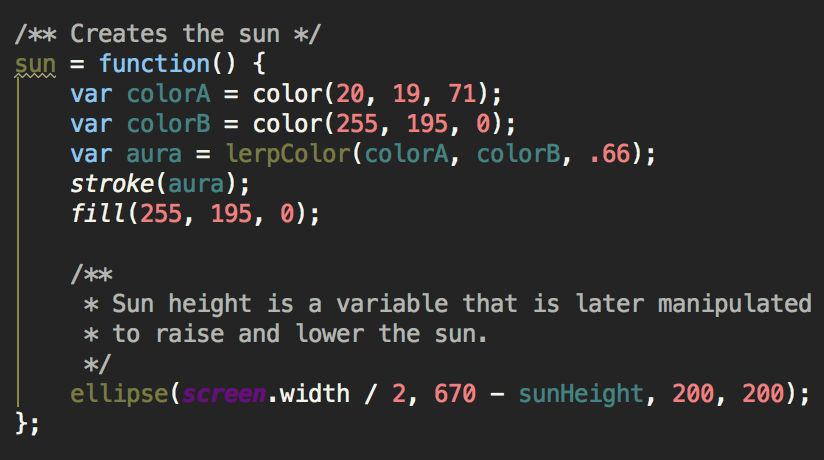 /** Creates the sun */
sun = function() {
    var colorA = color(20, 19, 71);
    var colorB = color(255, 195, 0);
    var aura = lerpColor(colorA, colorB, .66);
    stroke(aura);
    fill(255, 195, 0);

    /**
     * Sun height is a variable that is later manipulated
     * to raise and lower the sun.
     */
    ellipse(screen.width / 2, 670 - sunHeight, 200, 200);
};